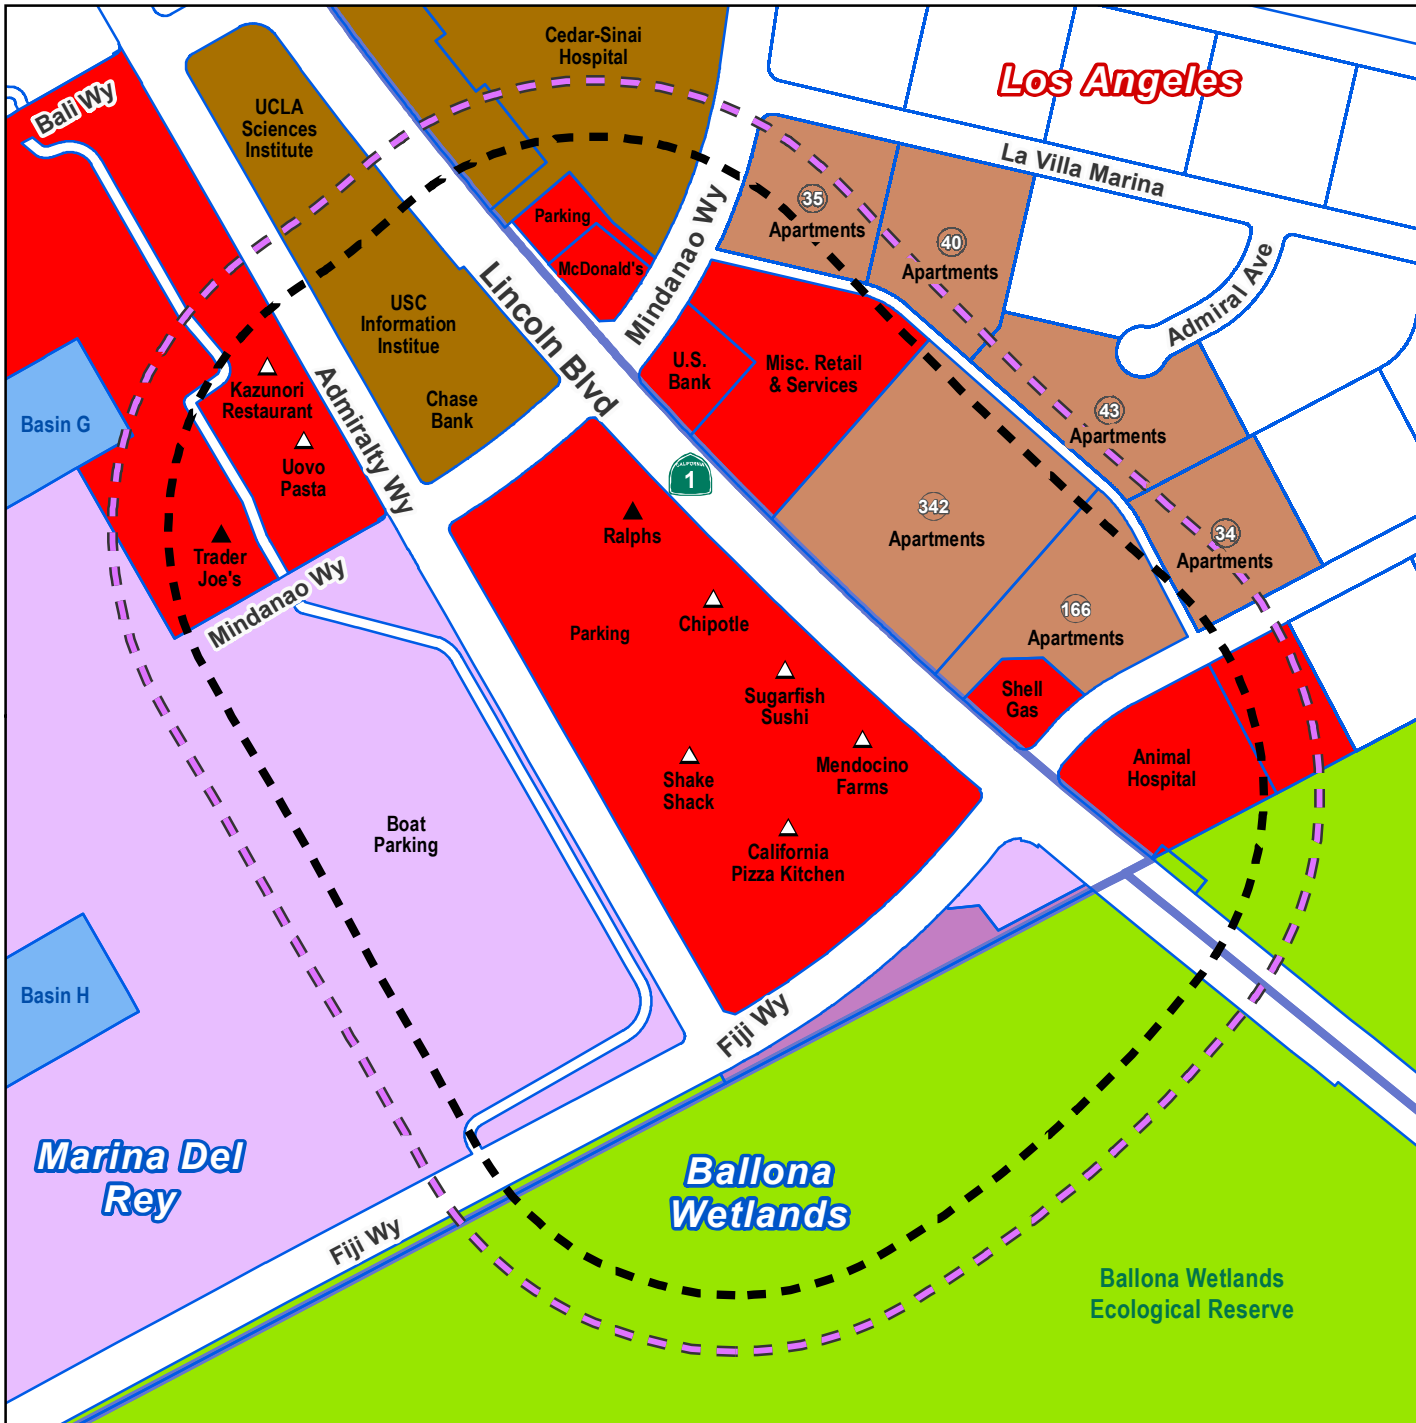 Cedar-Sinai
Hospital
Los Angeles
Bali Wy
UCLA
Sciences
Institute
La Villa Marina
35
Apartments
40
Apartments
Parking
McDonald's
Mindanao Wy
Admiral Ave
Lincoln Blvd
USC
Information
Institue
Chase
Bank
U.S.
Bank
Misc. Retail
& Services
Kazunori
Restaurant
Uovo
Pasta
Admiralty Wy
Basin G
43
Apartments
CALIFORNIA
1
342
Apartments
34
Apartments
Ralphs
Trader
Joe's
Mindanao Wy
Parking
Chipotle
166
Apartments
Sugarfish
Sushi
Shell
Gas
Shake
Shack
Mendocino
Farms
Animal
Hospital
Boat
Parking
California
Pizza Kitchen
Basin H
Fiji Wy
Marina Del
Rey
Ballona
Wetlands
Fiji Wy
Ballona Wetlands
Ecological Reserve